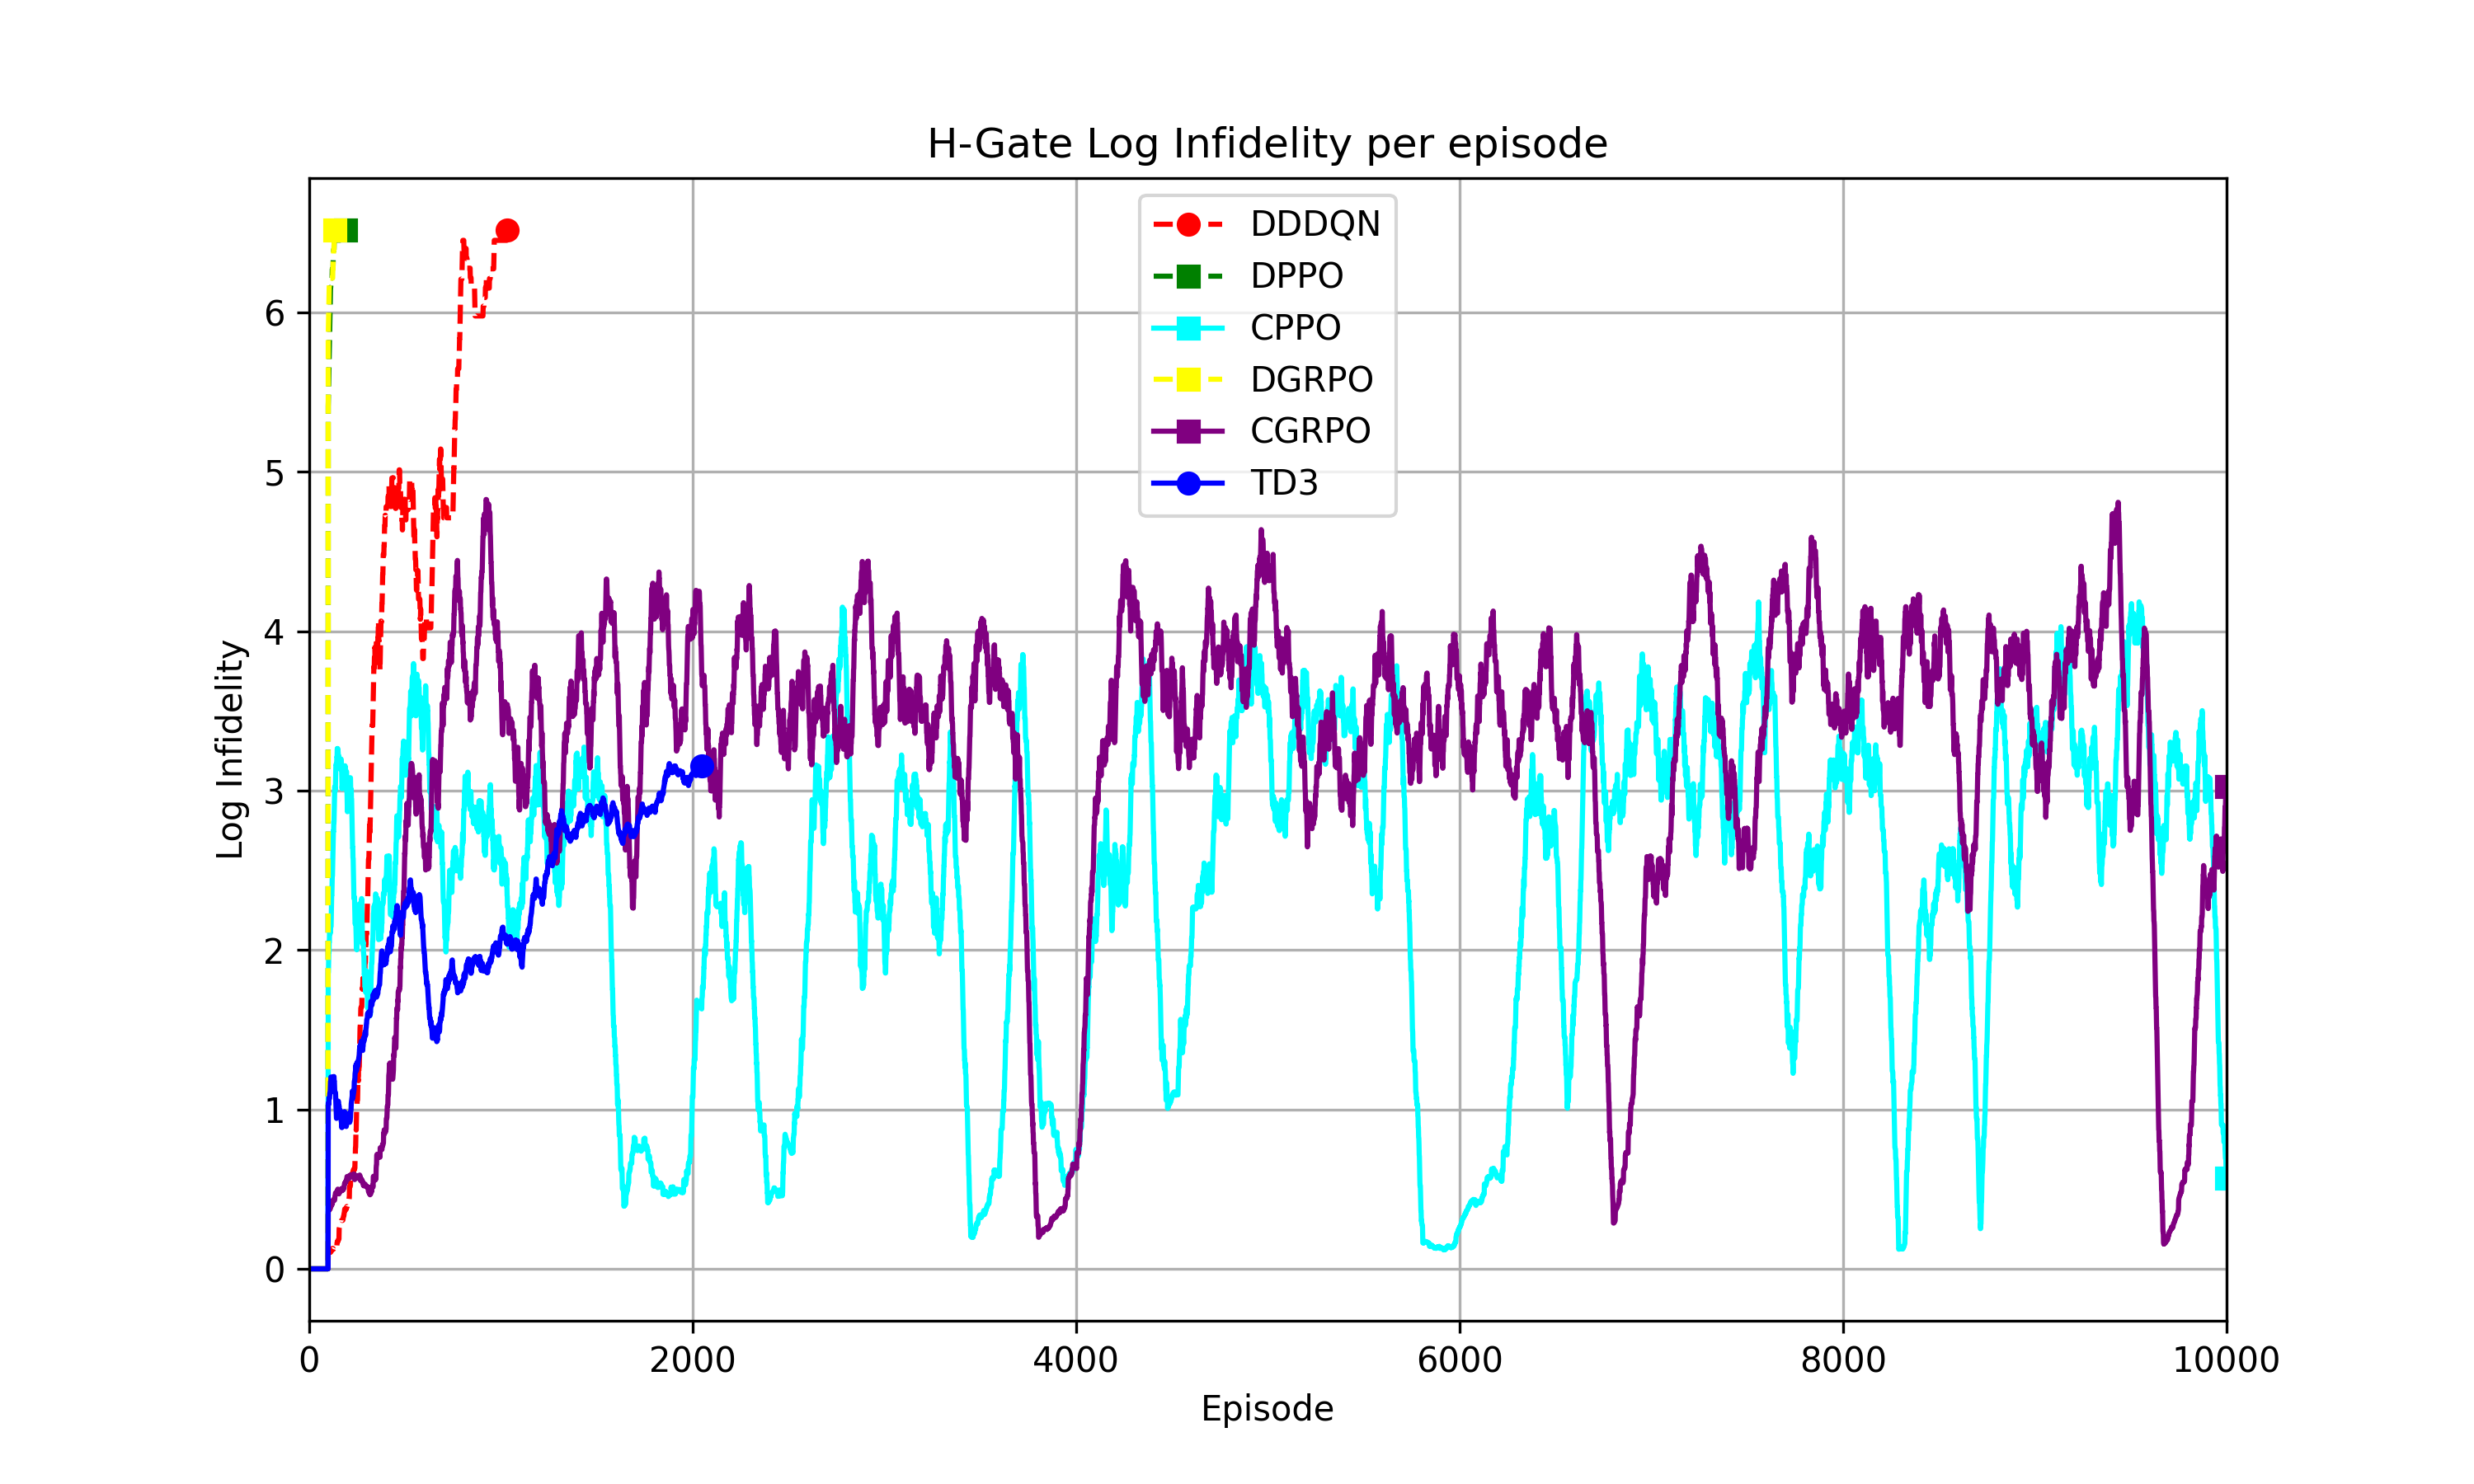 H-Gate Log Infidelity per episode
DDDQN
DPPO
CPPO
DGRPO
CGRPO
TD3
Log Infidelity
6
5
4
3
2
1
0
0 2000 4000 6000 8000 10000
Episode